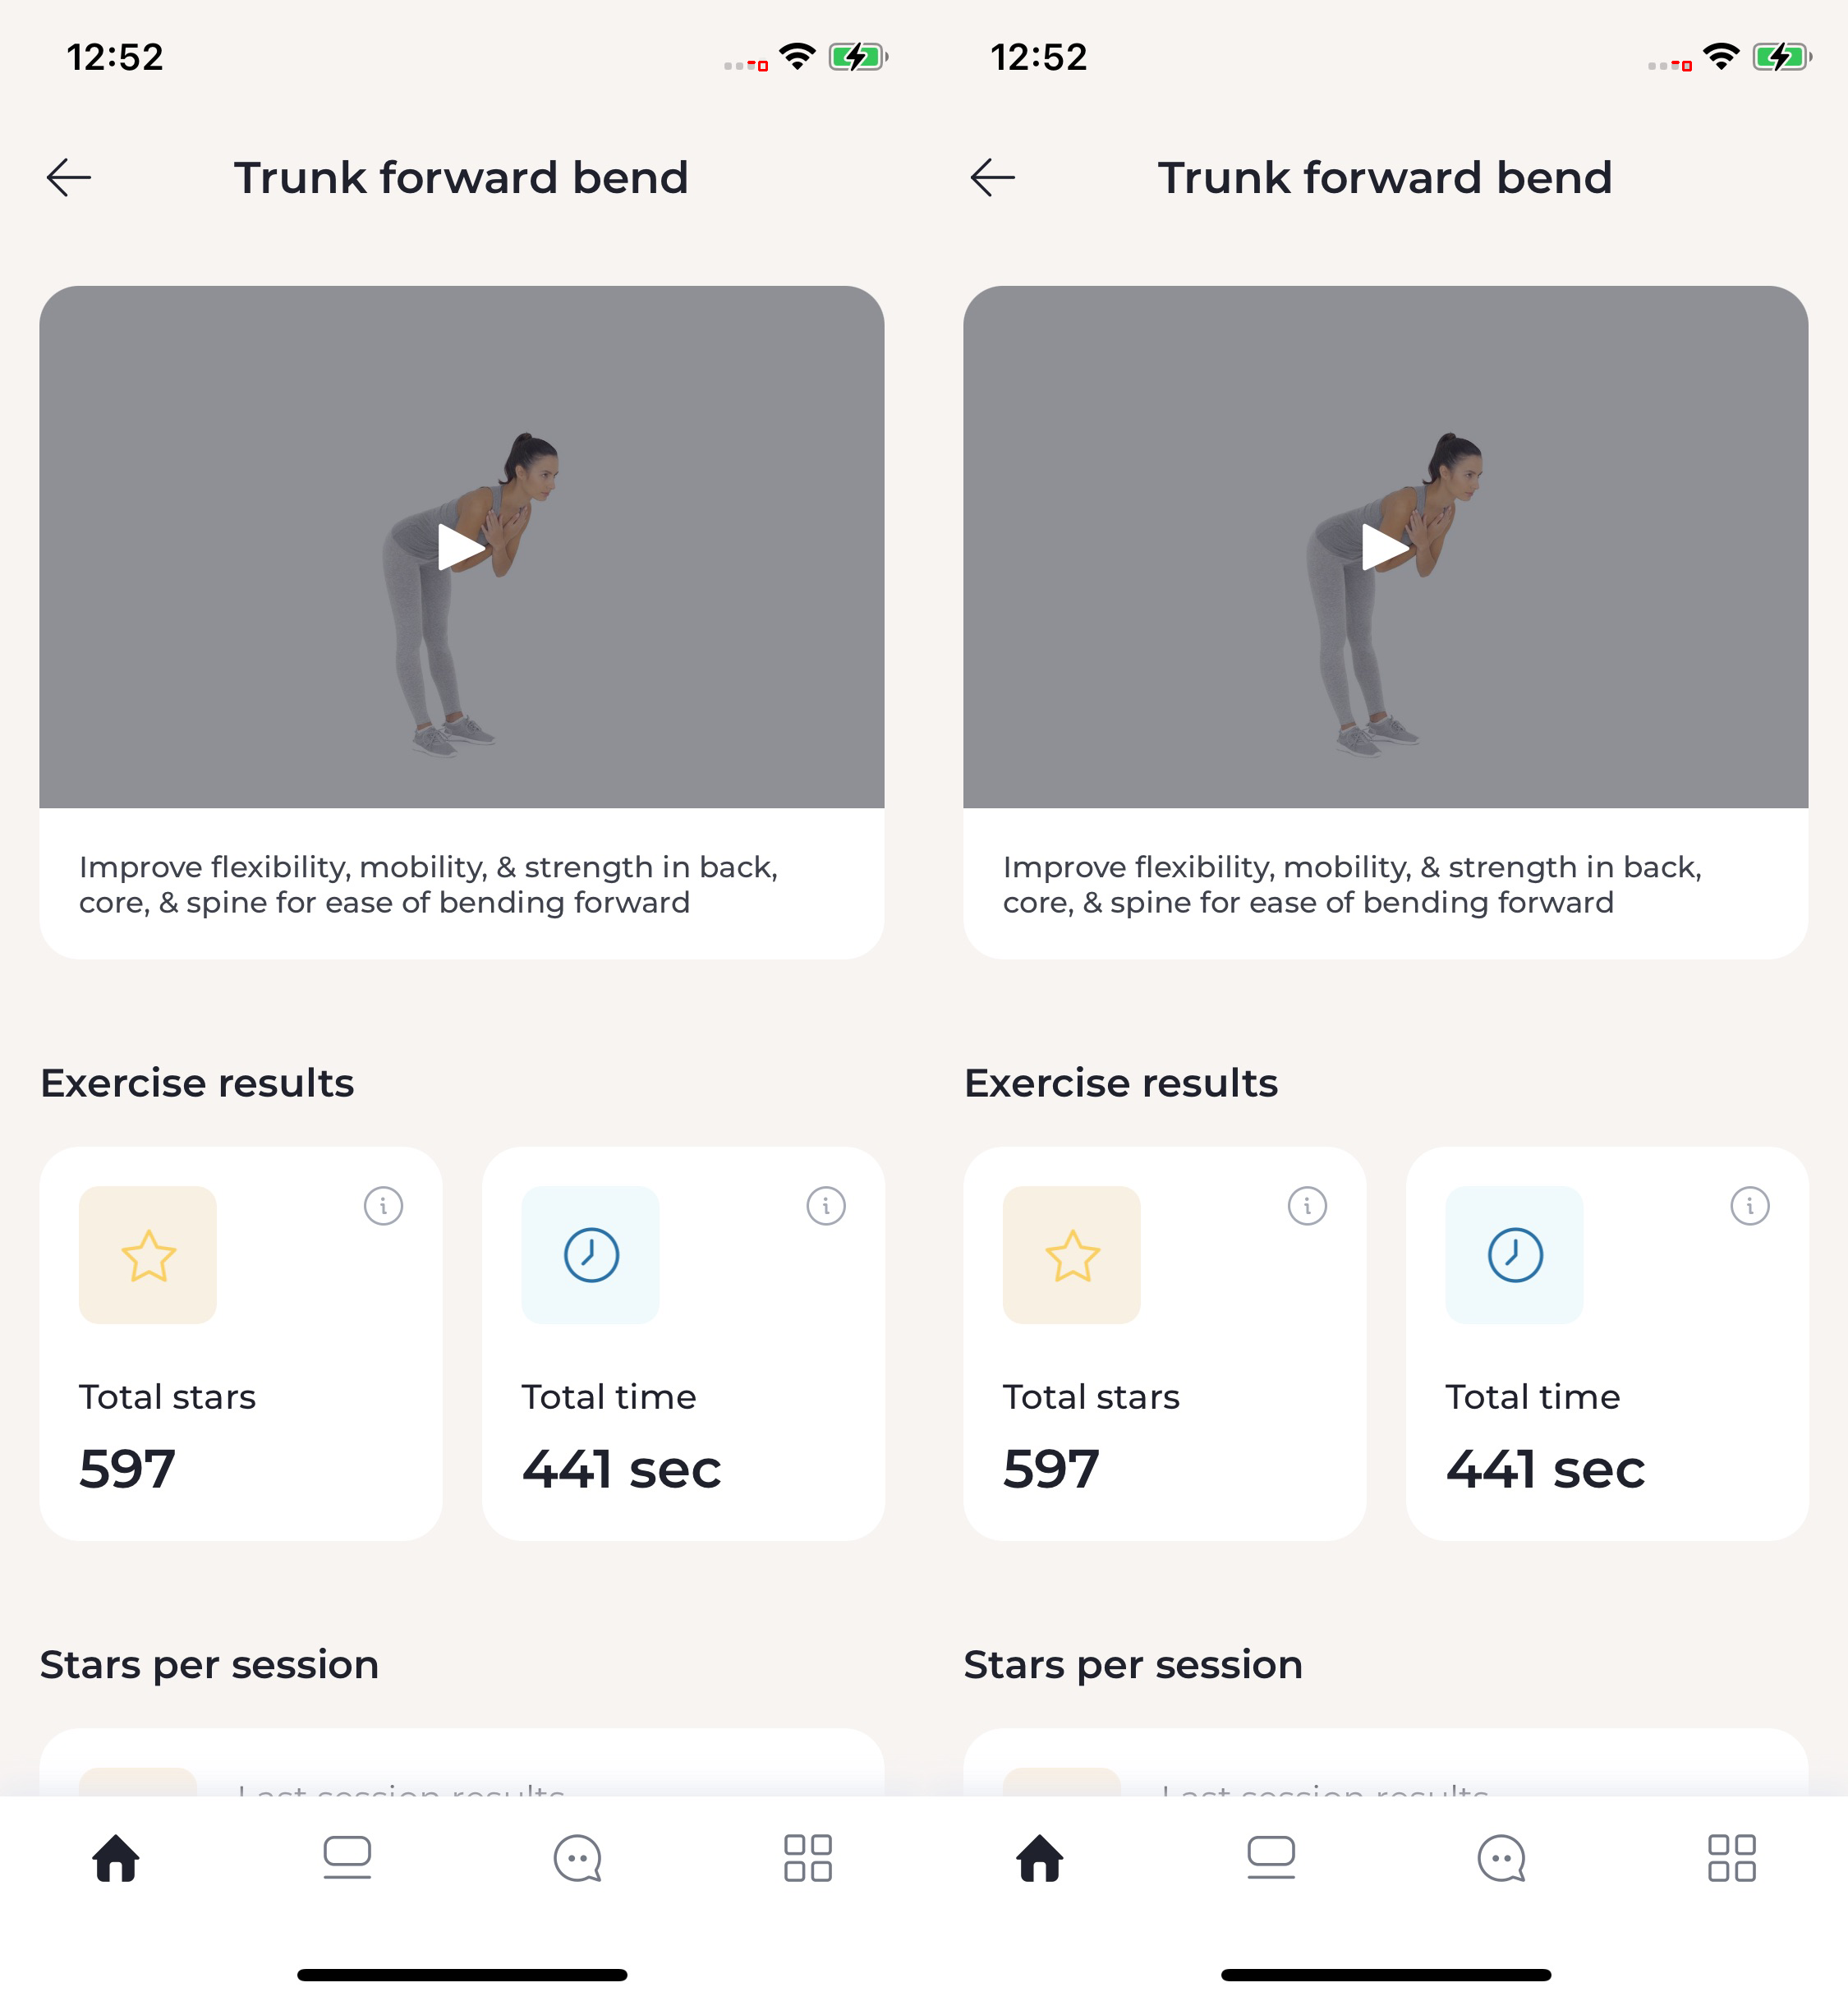 12:52
Trunk forward bend
Improve flexibility, mobility, & strength in back,
core, & spine for ease of bending forward
Exercise results
Total stars
597
Total time
441 sec
Stars per session
Last session results
12:52
Trunk forward bend
Improve flexibility, mobility, & strength in back,
core, & spine for ease of bending forward
Exercise results
Total stars
597
Total time
441 sec
Stars per session
Last session results